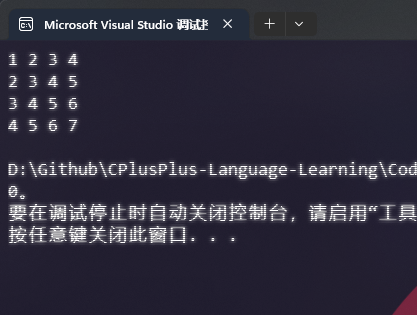 Microsoft Visual Studio 调试
1 2 3 4
2 3 4 5
3 4 5 6
4 5 6 7
D:\Github\CPlusPlus-Language-Learning\Cod
0。
要在调试停止时自动关闭控制台，请启用“工具
按任意键关闭此窗口. . .